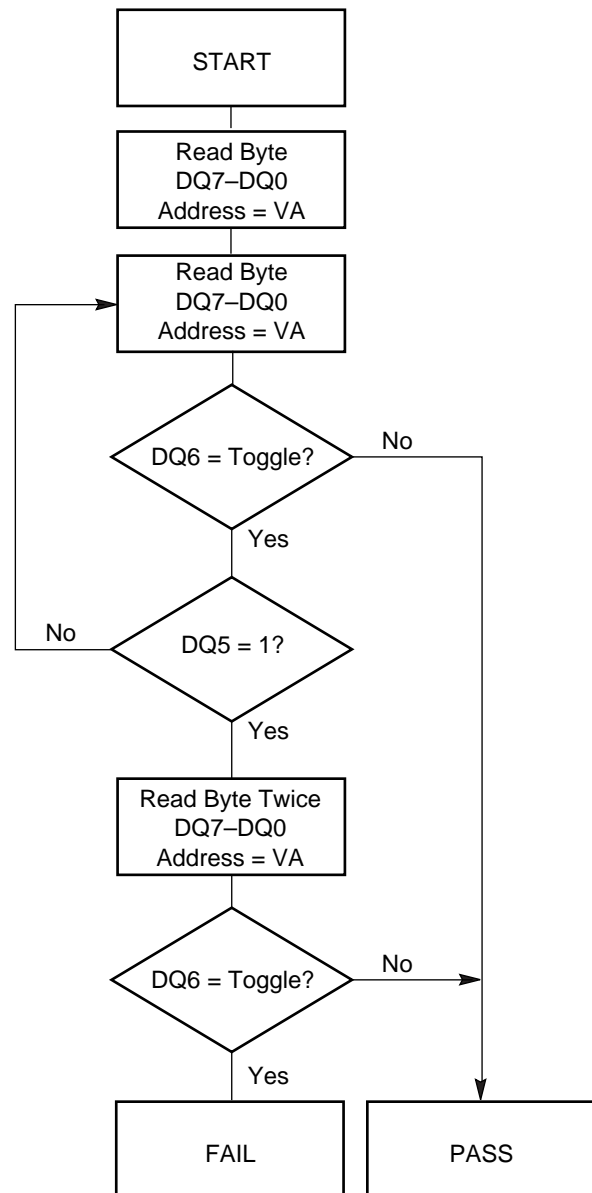 START
Read Byte
DQ7–DQ0
Address = VA
Read Byte
DQ7–DQ0
Address = VA
DQ6 = Toggle?
No
Yes
No
DQ5 = 1?
Yes
Read Byte Twice
DQ7–DQ0
Address = VA
DQ6 = Toggle?
No
Yes
FAIL
PASS